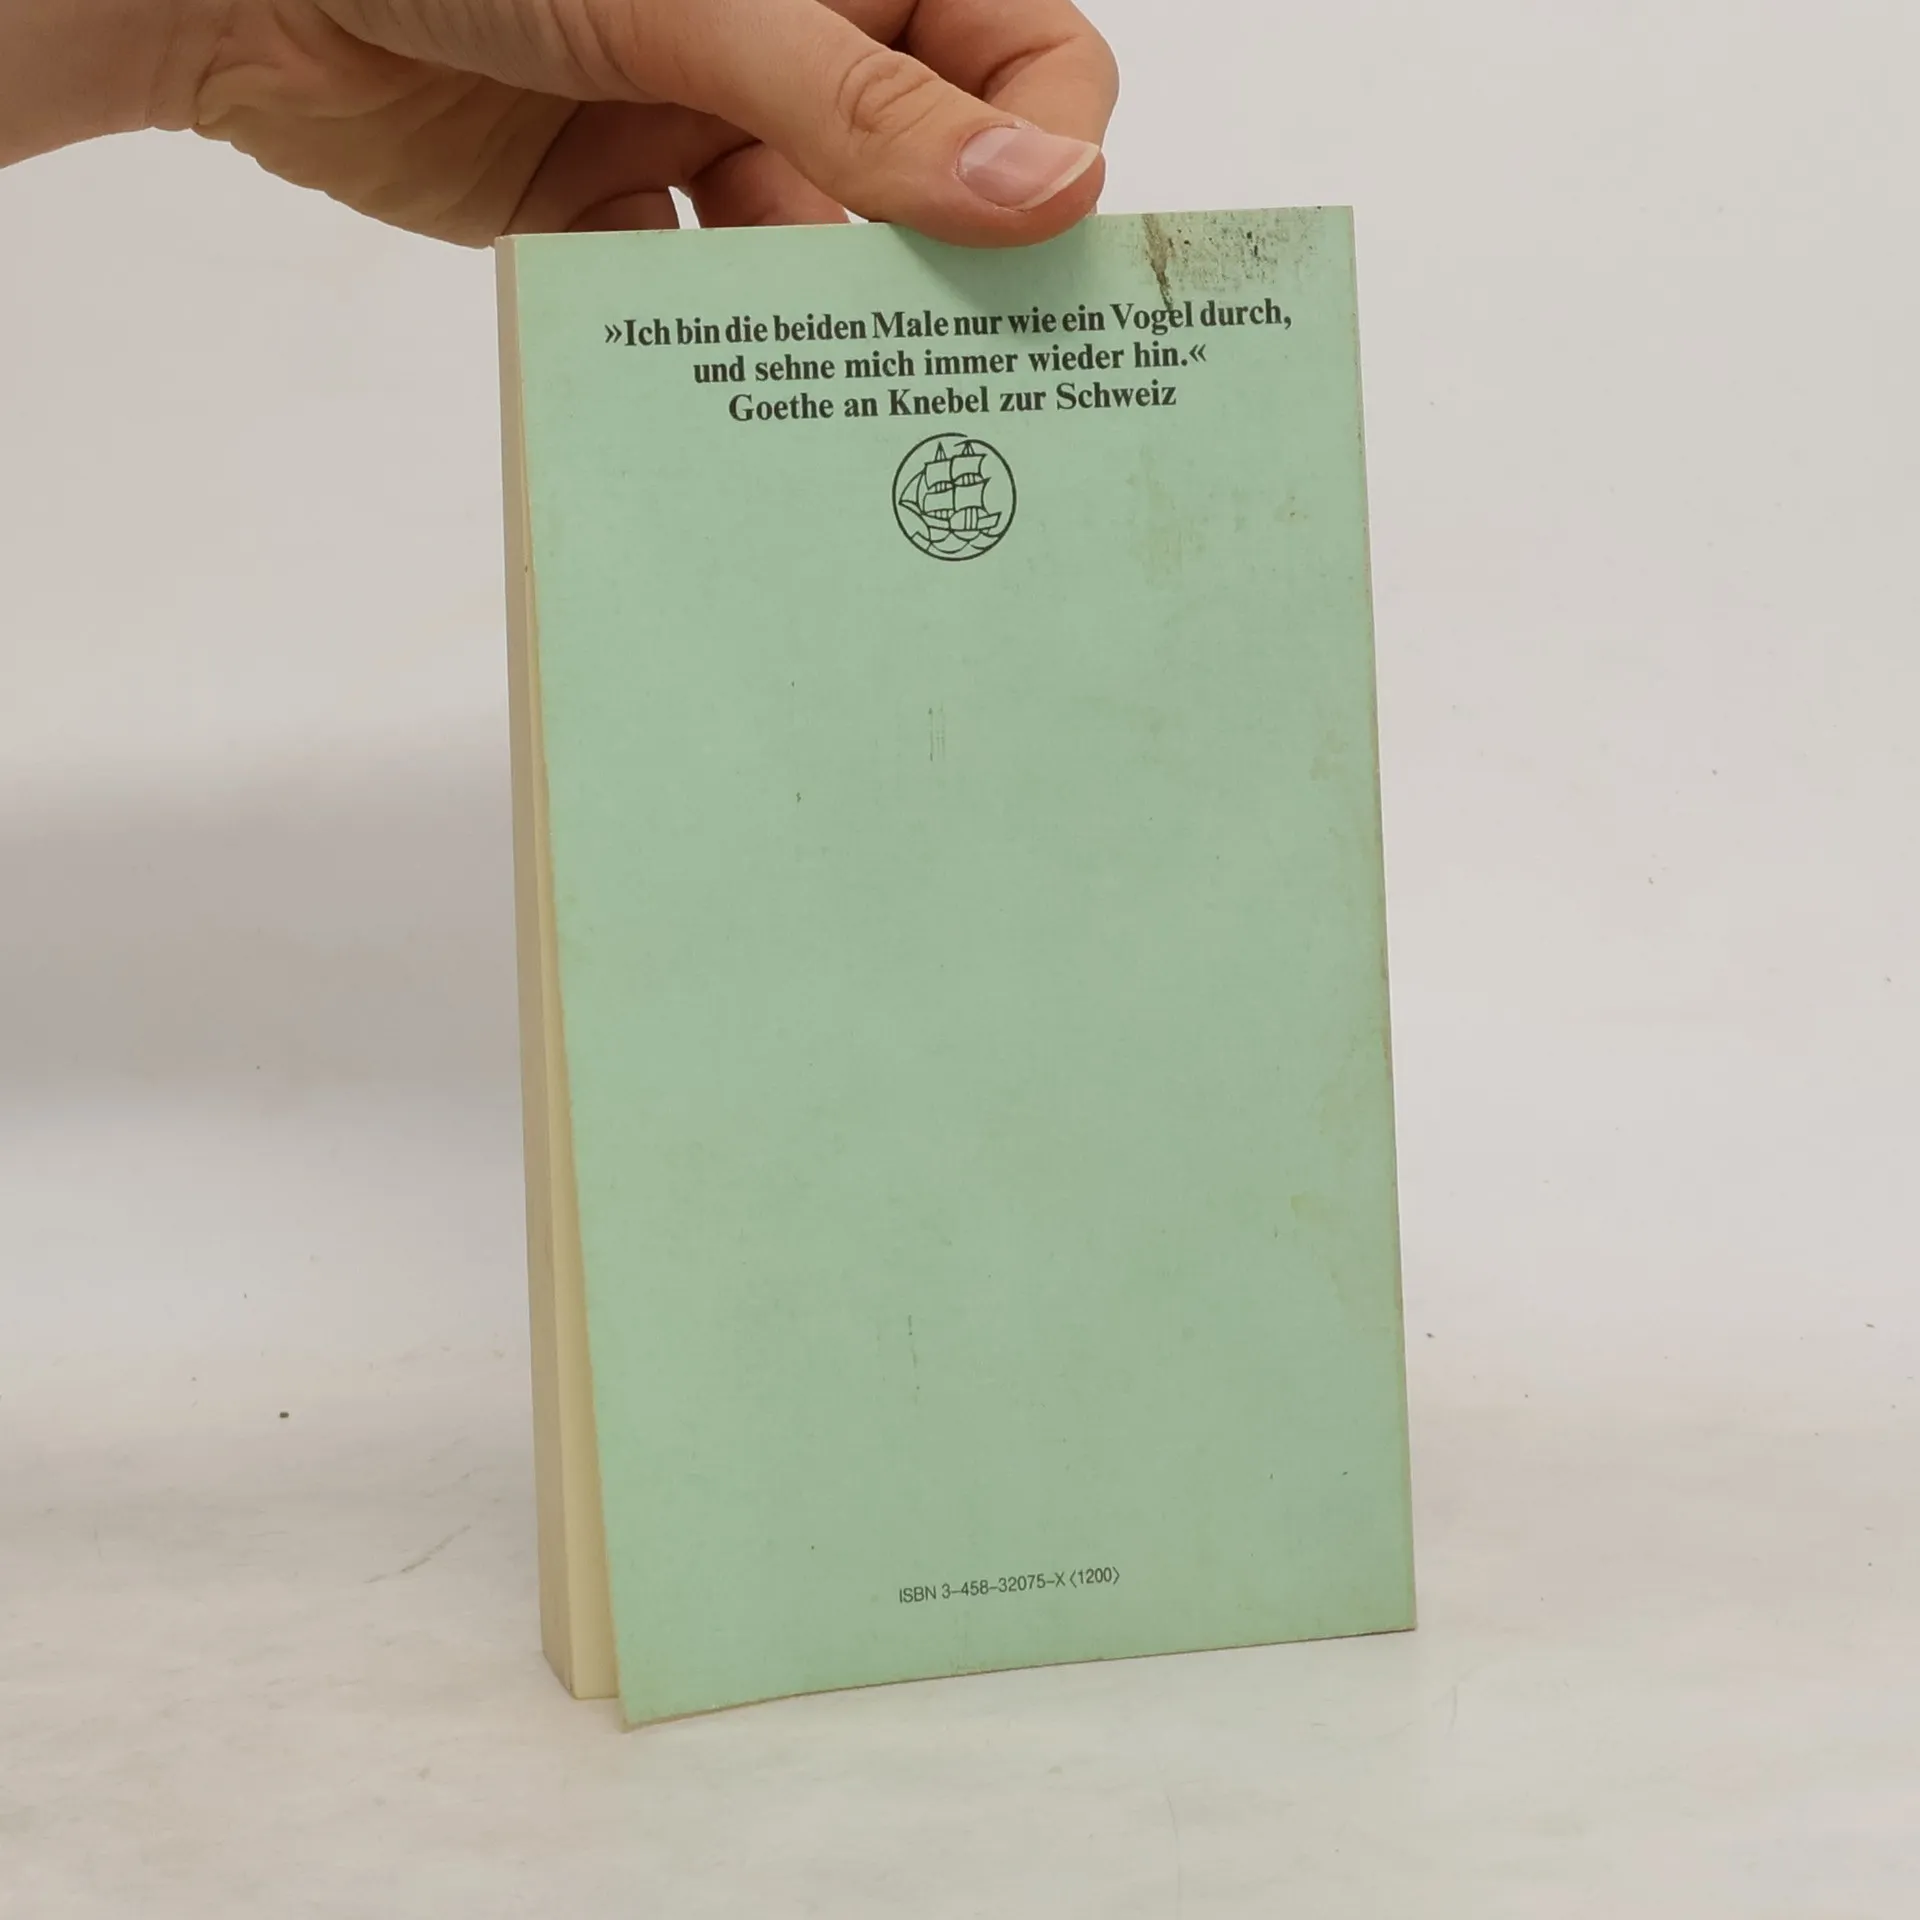 »Ich bin die beiden Male nur wie ein Vogel durch,
und sehne mich immer wieder hin.«
Goethe an Knebel zur Schweiz
ISBN 3–458–32075–X ⟨1200⟩